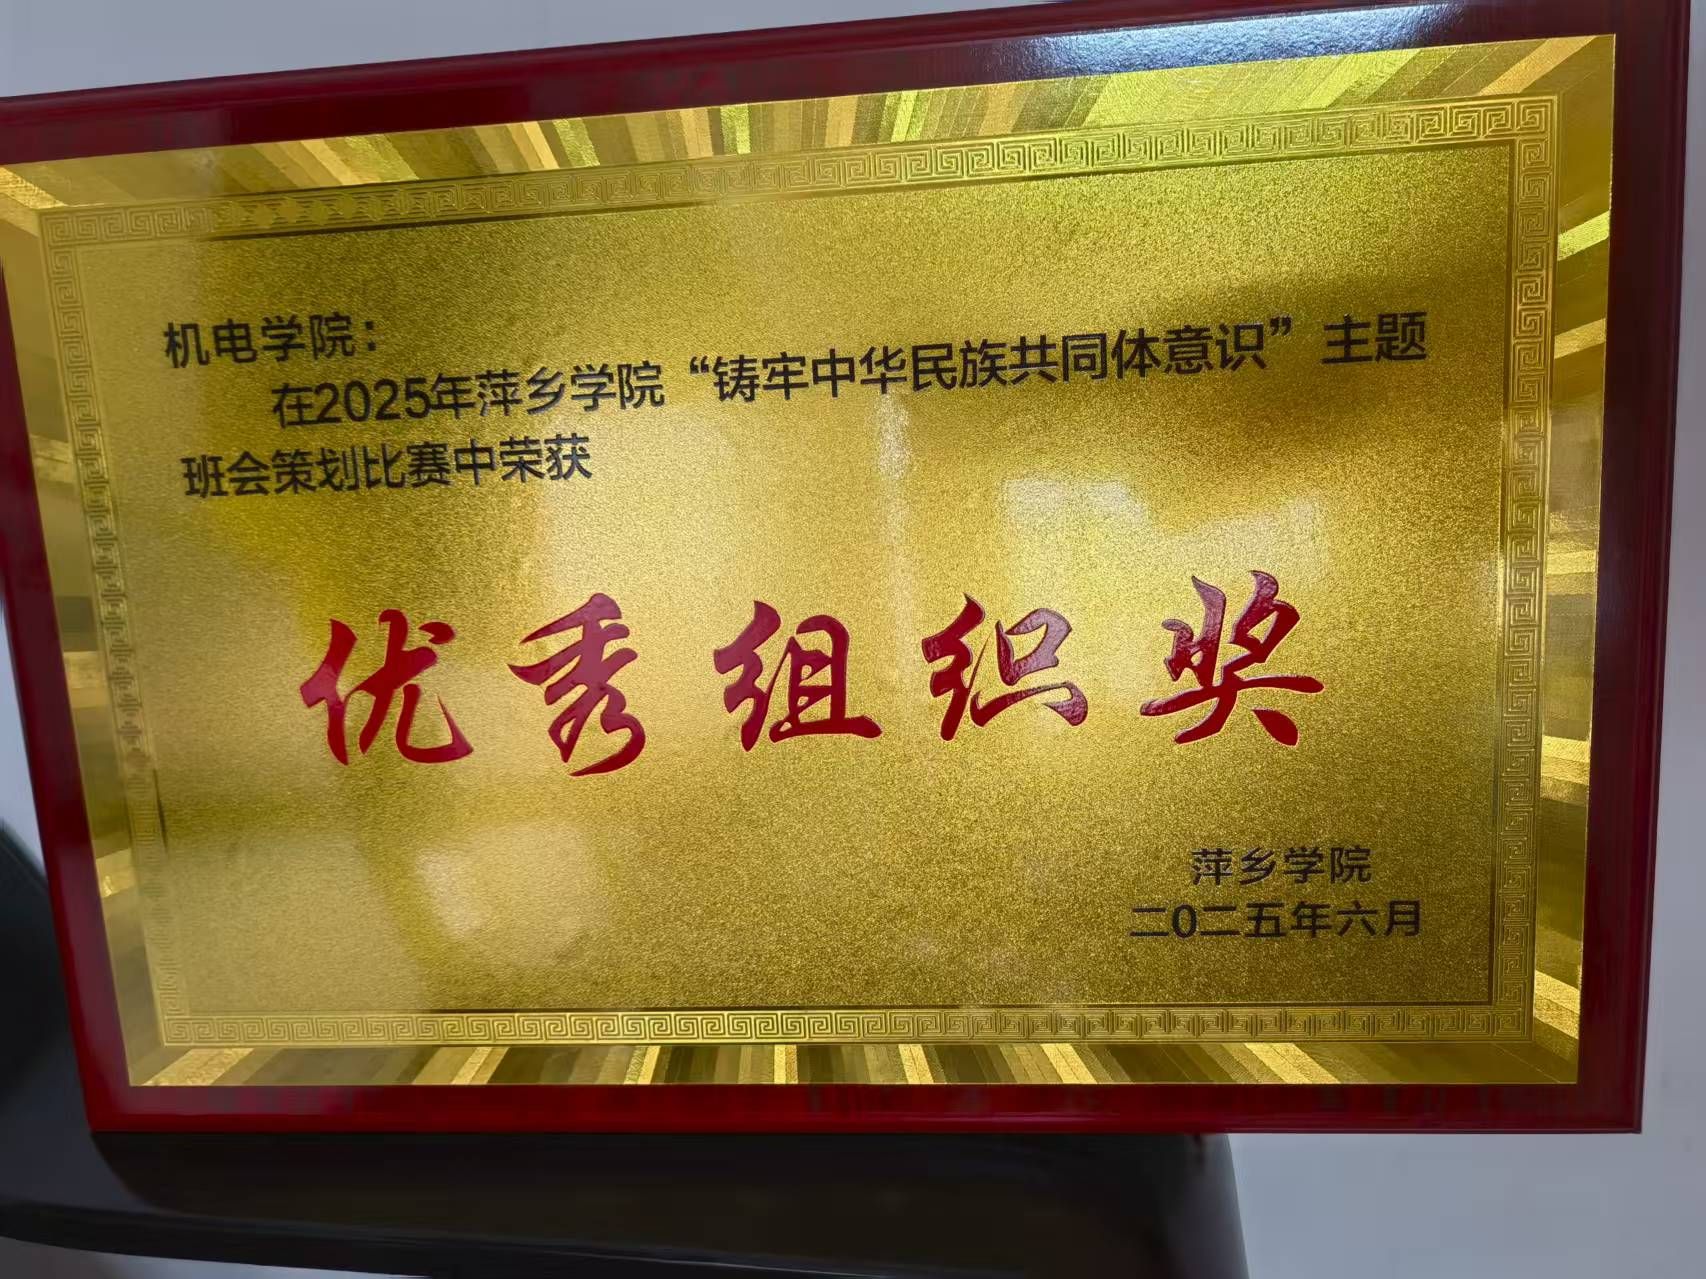 机电学院：
在2025年萍乡学院“铸牢中华民族共同体意识”主题
班会策划比赛中荣获
优秀组织奖
萍乡学院
二0二五年六月